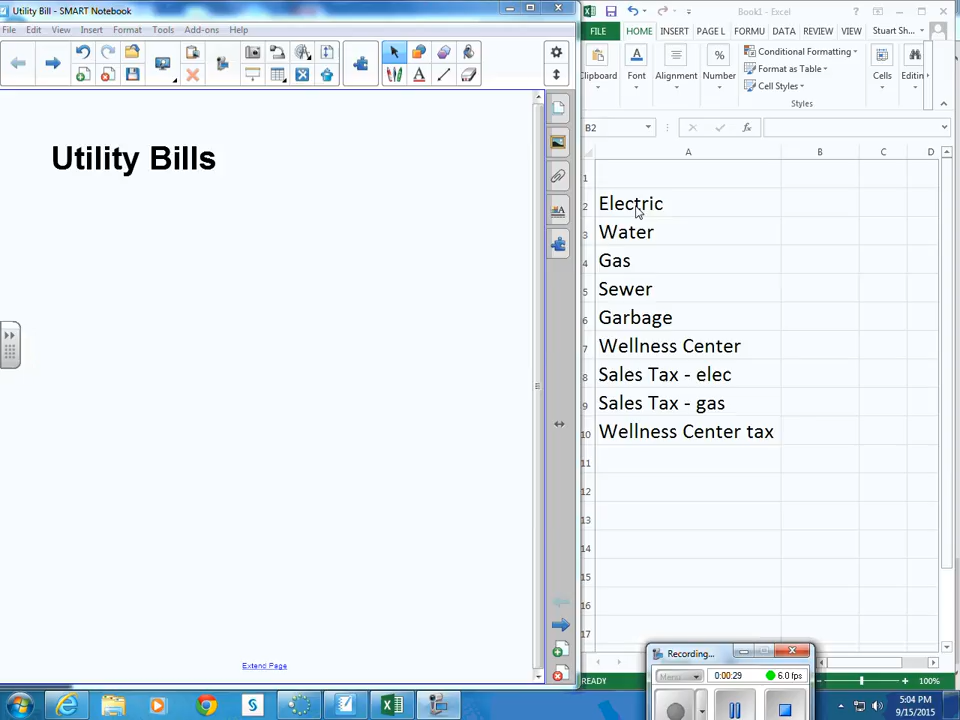 Utility Bill - SMART Notebook
File Edit View Insert Format Tools Add-ons Help
Utility Bills
Extend Page
Book1 - Excel
FILE HOME INSERT PAGE L FORMU DATA REVIEW VIEW Stuart Sh...
Clipboard Font Alignment Number
Conditional Formatting
Format as Table
Cell Styles
Styles
Cells Editin
B2 fx
A B C D
1
2 Electric
3 Water
4 Gas
5 Sewer
6 Garbage
7 Wellness Center
8 Sales Tax - elec
9 Sales Tax - gas
10 Wellness Center tax
11
12
13
14
15
16
17
READY 100%
Recording...
Menu 0:00:29 6.0 fps
5:04 PM
9/15/2015